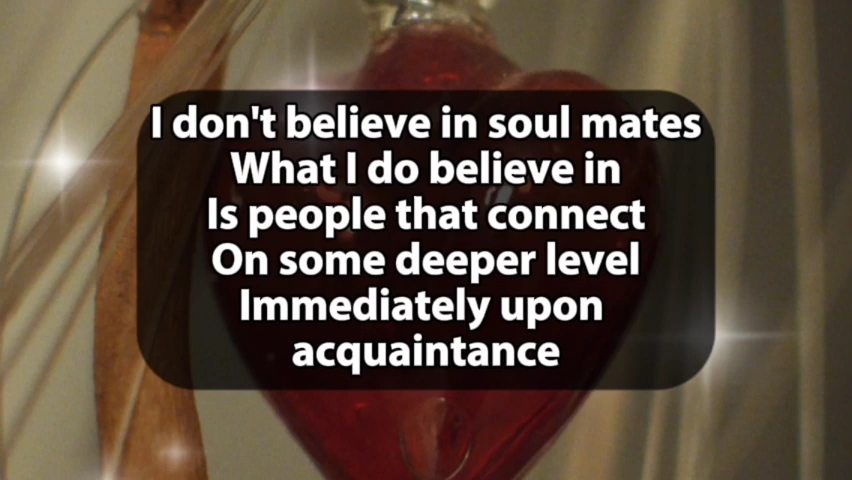 I don't believe in soul mates
What I do believe in
Is people that connect
On some deeper level
Immediately upon
acquaintance